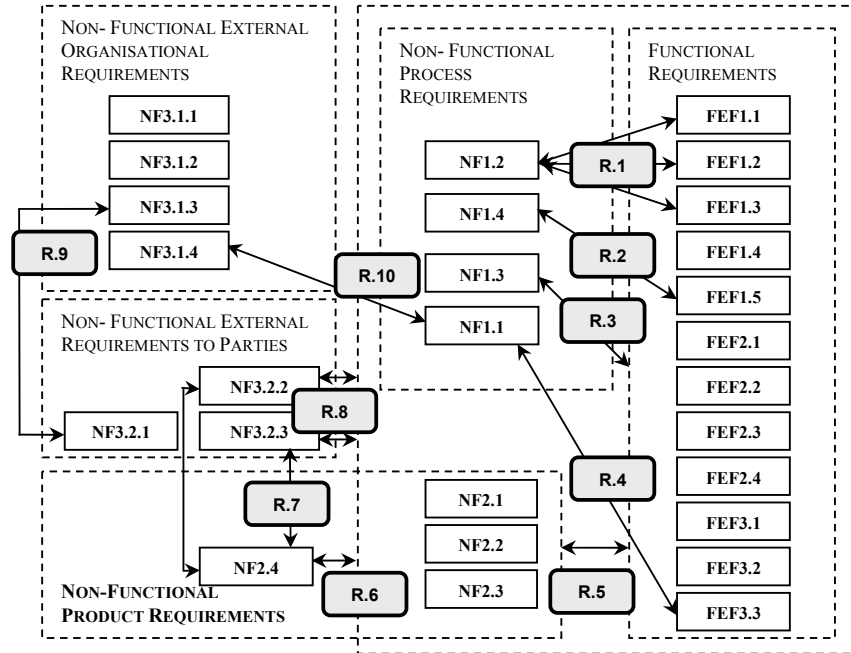 NON- FUNCTIONAL EXTERNAL
ORGANISATIONAL
REQUIREMENTS
NF3.1.1
NF3.1.2
NF3.1.3
NF3.1.4
R.9
NON- FUNCTIONAL EXTERNAL
REQUIREMENTS TO PARTIES
NF3.2.2
NF3.2.1
NF3.2.3
R.8
R.7
NF2.4
NON-FUNCTIONAL
PRODUCT REQUIREMENTS
R.6
NON- FUNCTIONAL
PROCESS
REQUIREMENTS
NF1.2
NF1.4
NF1.3
NF1.1
R.10
R.1
R.2
R.3
R.4
NF2.1
NF2.2
NF2.3
R.5
FUNCTIONAL
REQUIREMENTS
FEF1.1
FEF1.2
FEF1.3
FEF1.4
FEF1.5
FEF2.1
FEF2.2
FEF2.3
FEF2.4
FEF3.1
FEF3.2
FEF3.3